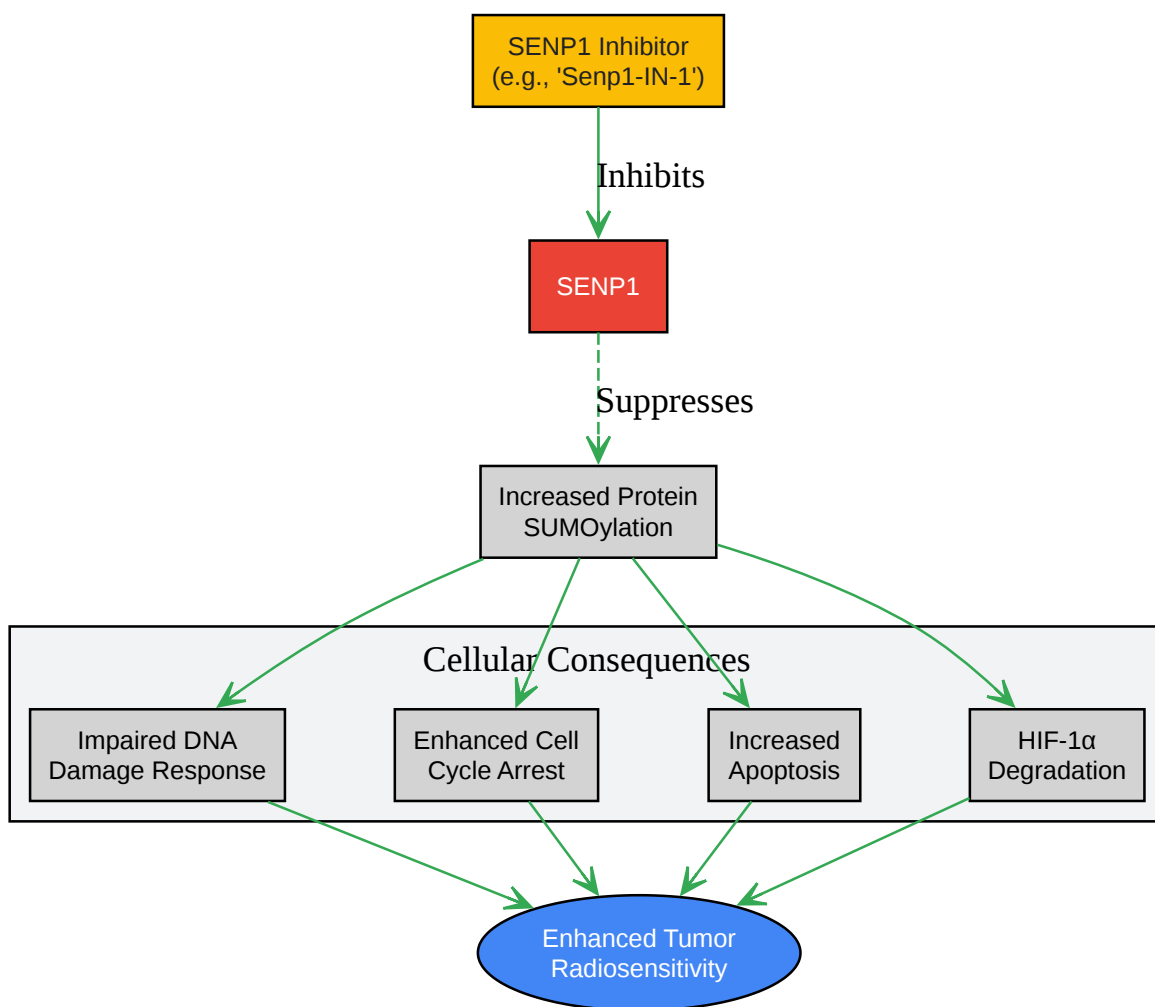 SENP1 Inhibitor
(e.g., 'Senp1-IN-1')
Inhibits
SENP1
Suppresses
Increased Protein
SUMOylation
Cellular Consequences
Impaired DNA
Damage Response
Enhanced Cell
Cycle Arrest
Increased
Apoptosis
HIF-1α
Degradation
Enhanced Tumor
Radiosensitivity